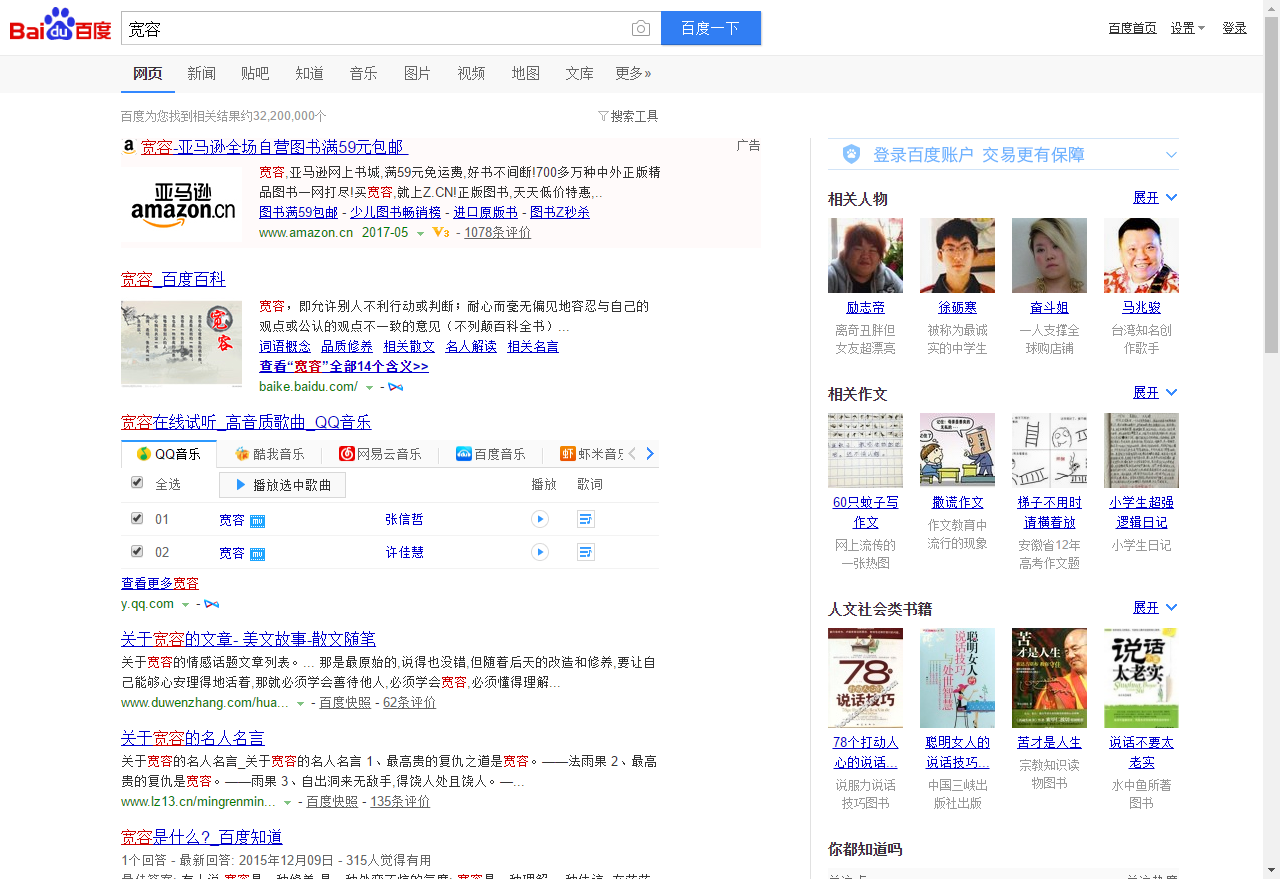 Bai du 百度
宽容
百度一下
百度首页 设置 登录
网页 新闻 贴吧 知道 音乐 图片 视频 地图 文库 更多»
百度为您找到相关结果约32,200,000个
搜索工具
宽容-亚马逊全场自营图书满59元包邮
广告
亚马逊
amazon.cn
宽容,亚马逊网上书城,满59元免运费,好书不间断!700多万种中外正版精
品图书一网打尽!买宽容,就上Z.CN!正版图书,天天低价特惠,..
图书满59包邮 - 少儿图书畅销榜 - 进口原版书 - 图书Z秒杀
www.amazon.cn 2017-05 V3 - 1078条评价
宽容_百度百科
宽容
宽容，即允许别人不利行动或判断；耐心而毫无偏见地容忍与自己的
观点或公认的观点不一致的意见（不列颠百科全书）...
词语概念 品质修养 相关散文 名人解读 相关名言
查看“宽容”全部14个含义>>
baike.baidu.com/ -
宽容在线试听_高音质歌曲_QQ音乐
QQ音乐 酷我音乐 网易云音乐 百度音乐 虾米音乐
全选 播放选中歌曲 播放 歌词
01 宽容 MV 张信哲
02 宽容 MV 许佳慧
查看更多宽容
y.qq.com -
关于宽容的文章- 美文故事-散文随笔
关于宽容的情感话题文章列表。... 那是最原始的,说得也没错,但随着后天的改造和修养,要让自
己能够心安理得地活着,那就必须学会善待他人,必须学会宽容,必须懂得理解...
www.duwenzhang.com/hua... - 百度快照 - 62条评价
关于宽容的名人名言
关于宽容的名人名言_关于宽容的名人名言 1、最高贵的复仇之道是宽容。——法雨果 2、最高
贵的复仇是宽容。——雨果 3、自出洞来无敌手,得饶人处且饶人。—...
www.lz13.cn/mingrenmin... - 百度快照 - 135条评价
宽容是什么?_百度知道
1个回答 - 最新回答: 2015年12月09日 - 315人觉得有用
登录百度账户 交易更有保障
相关人物
展开
励志帝 徐砺寒 奋斗姐 马兆骏
离奇丑胖但 被称为最诚 一人支撑全 台湾知名创
女友超漂亮 实的中学生 球购店铺 作歌手
相关作文
展开
60只蚊子写 撒谎作文 梯子不用时 小学生超强
作文 请横着放 逻辑日记
网上流传的 作文教育中 安徽省12年 小学生日记
一张热图 流行的现象 高考作文题
人文社会类书籍
展开
78个
说话技巧
聪明女人的
说话技巧
与处世智慧
苦
才是人生
说话
太老实
78个打动人 聪明女人的 苦才是人生 说话不要太
心的说话... 说话技巧... 老实
说服力说话 中国三峡出 宗教知识读 水中鱼所著
技巧图书 版社出版 物图书 图书
你都知道吗